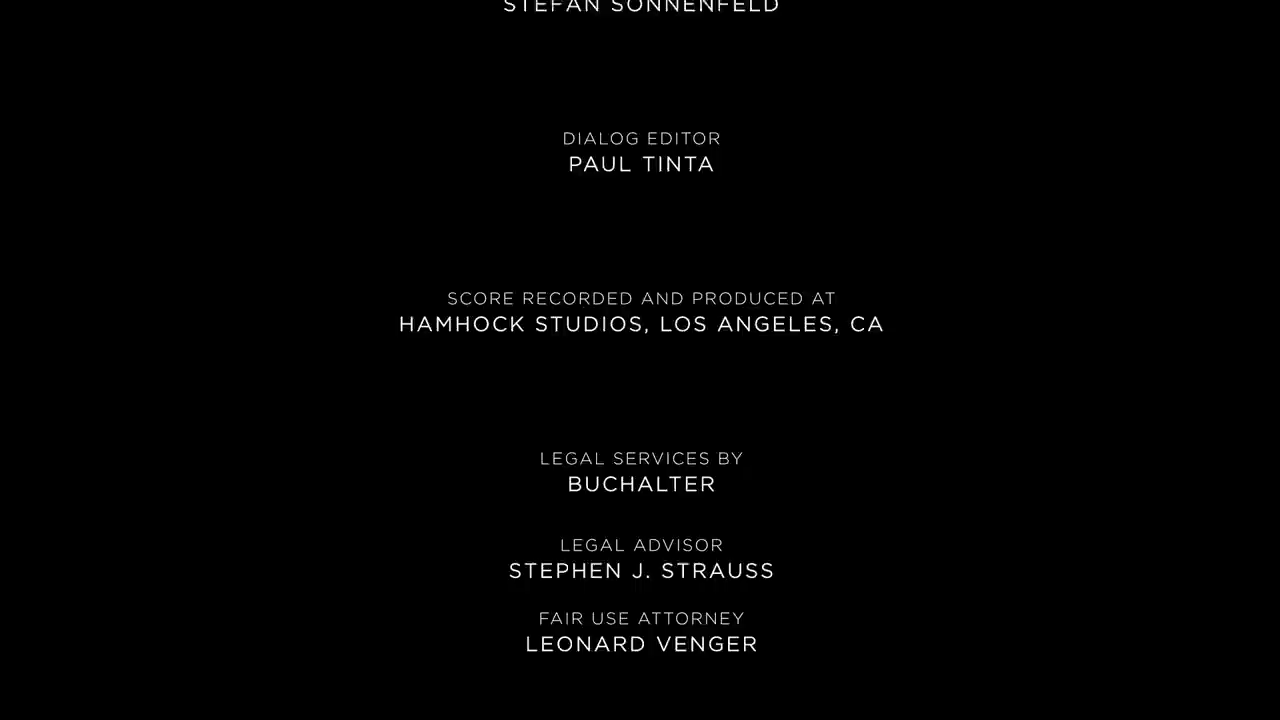 STEFAN SONNENFELD
DIALOG EDITOR
PAUL TINTA
SCORE RECORDED AND PRODUCED AT
HAMHOCK STUDIOS, LOS ANGELES, CA
LEGAL SERVICES BY
BUCHALTER
LEGAL ADVISOR
STEPHEN J. STRAUSS
FAIR USE ATTORNEY
LEONARD VENGER